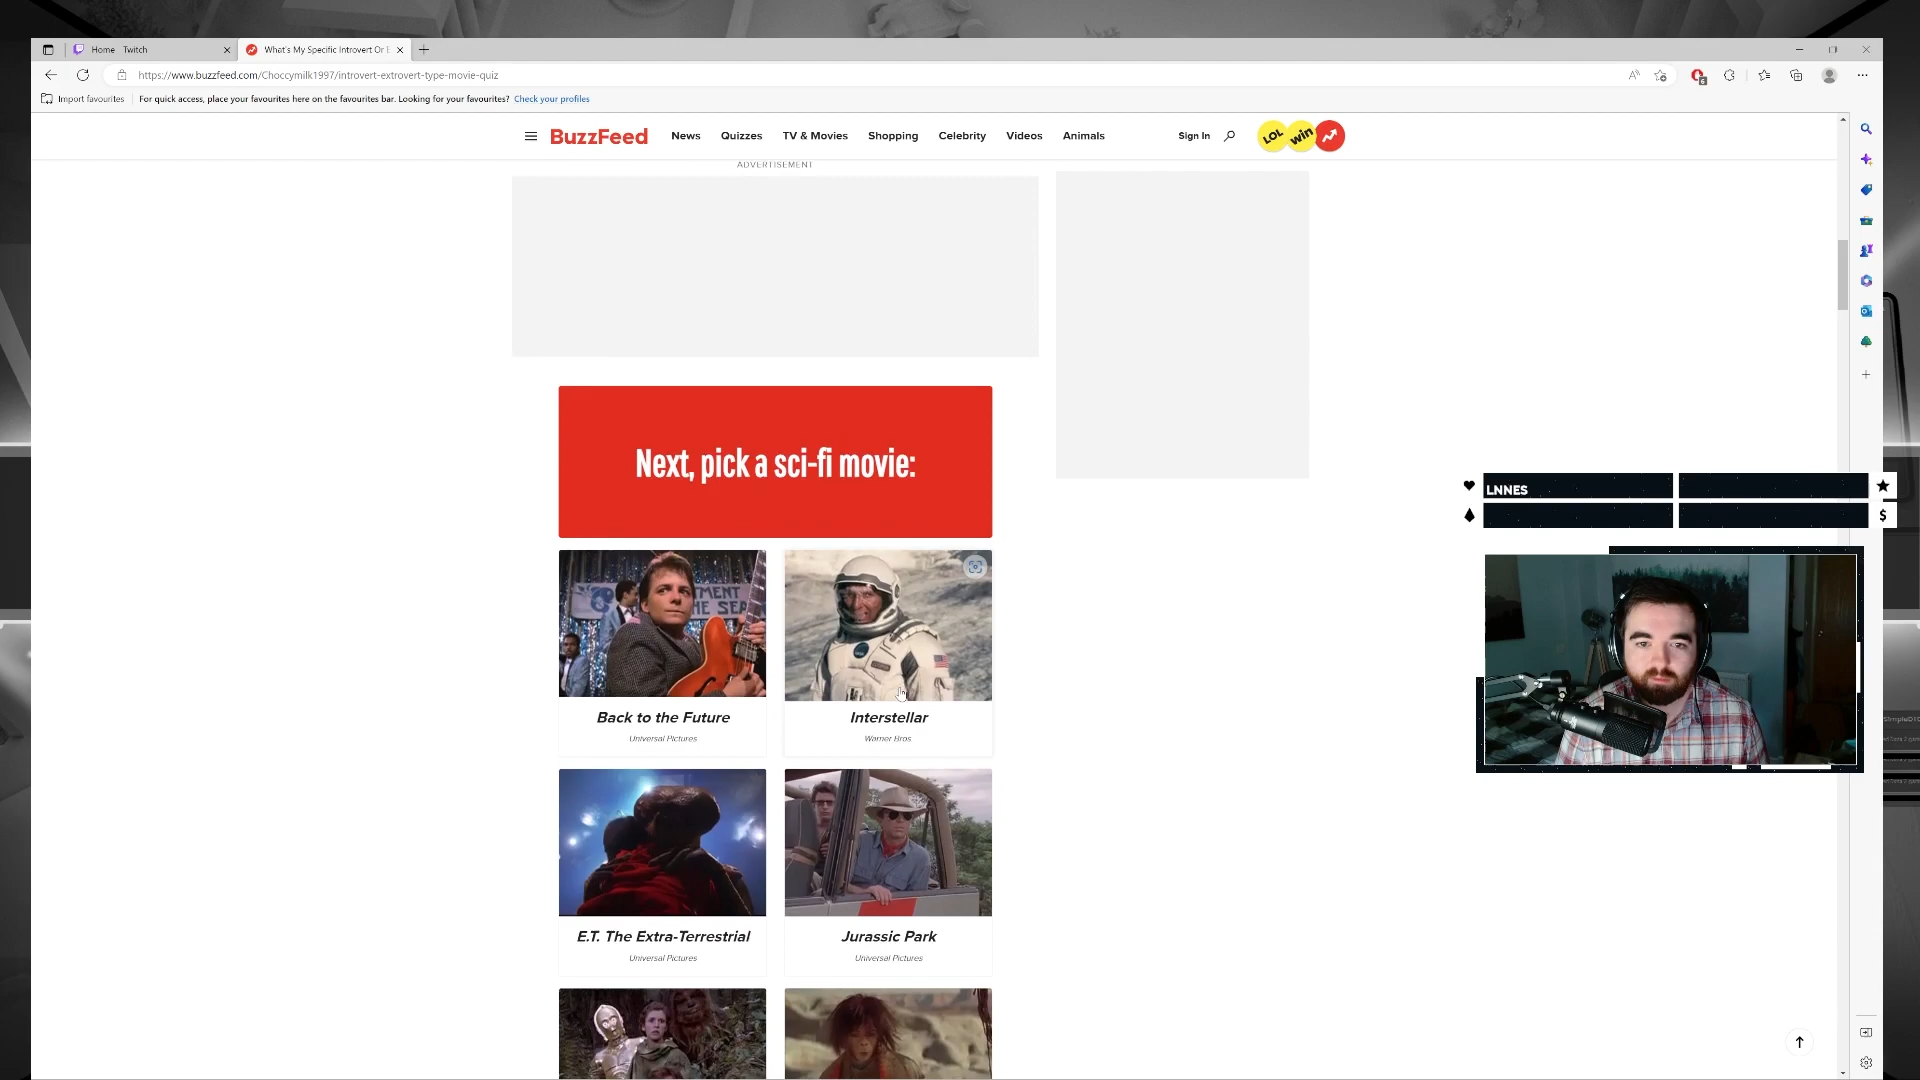 Home Twitch
What's My Specific Introvert Or E
https://www.buzzfeed.com/Choccymilk1997/introvert-extrovert-type-movie-quiz
Import favourites
For quick access, place your favourites here on the favourites bar. Looking for your favourites? Check your profiles
BuzzFeed
News
Quizzes
TV & Movies
Shopping
Celebrity
Videos
Animals
Sign In
LOL
win
ADVERTISEMENT
Next, pick a sci-fi movie:
Back to the Future
Universal Pictures
Interstellar
Warner Bros.
E.T. The Extra-Terrestrial
Universal Pictures
Jurassic Park
Universal Pictures
LNNES
$